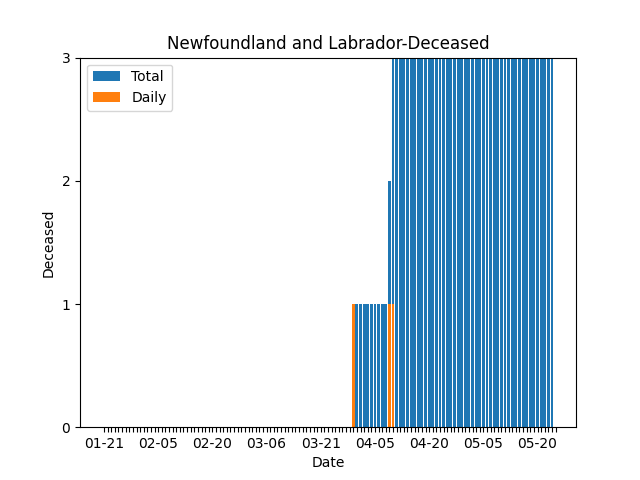 Newfoundland and Labrador-Deceased
Total
Daily
3
2
1
0
Deceased
01-21 02-05 02-20 03-06 03-21 04-05 04-20 05-05 05-20
Date